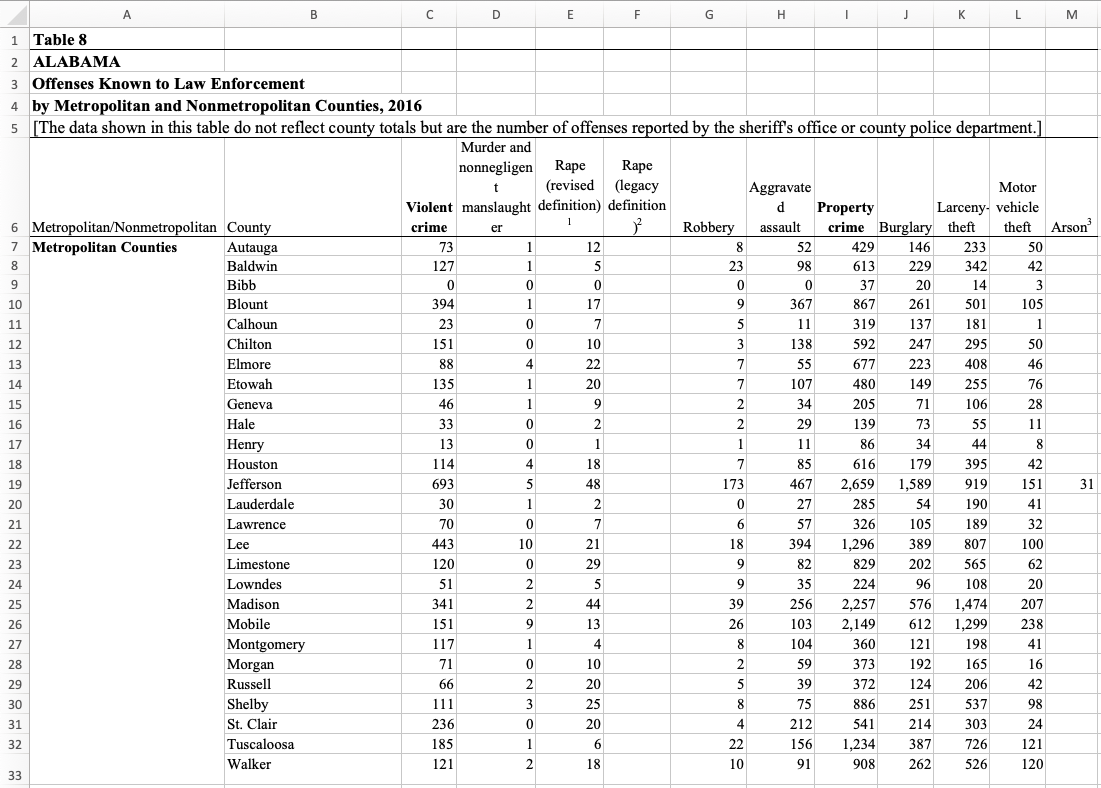 A B C D E F G H I J K L M
1 Table 8
2 ALABAMA
3 Offenses Known to Law Enforcement
4 by Metropolitan and Nonmetropolitan Counties, 2016
5 [The data shown in this table do not reflect county totals but are the number of offenses reported by the sheriff's office or county police department.]
Murder and
nonnegligen Rape Rape
t (revised (legacy Aggravate Motor
Violent manslaught definition) definition d Property Larceny- vehicle
6 Metropolitan/Nonmetropolitan County crime er 1 )2 Robbery assault crime Burglary theft theft Arson3
7 Metropolitan Counties Autauga 73 1 12 8 52 429 146 233 50
8 Baldwin 127 1 5 23 98 613 229 342 42
9 Bibb 0 0 0 0 0 37 20 14 3
10 Blount 394 1 17 9 367 867 261 501 105
11 Calhoun 23 0 7 5 11 319 137 181 1
12 Chilton 151 0 10 3 138 592 247 295 50
13 Elmore 88 4 22 7 55 677 223 408 46
14 Etowah 135 1 20 7 107 480 149 255 76
15 Geneva 46 1 9 2 34 205 71 106 28
16 Hale 33 0 2 2 29 139 73 55 11
17 Henry 13 0 1 1 11 86 34 44 8
18 Houston 114 4 18 7 85 616 179 395 42
19 Jefferson 693 5 48 173 467 2,659 1,589 919 151 31
20 Lauderdale 30 1 2 0 27 285 54 190 41
21 Lawrence 70 0 7 6 57 326 105 189 32
22 Lee 443 10 21 18 394 1,296 389 807 100
23 Limestone 120 0 29 9 82 829 202 565 62
24 Lowndes 51 2 5 9 35 224 96 108 20
25 Madison 341 2 44 39 256 2,257 576 1,474 207
26 Mobile 151 9 13 26 103 2,149 612 1,299 238
27 Montgomery 117 1 4 8 104 360 121 198 41
28 Morgan 71 0 10 2 59 373 192 165 16
29 Russell 66 2 20 5 39 372 124 206 42
30 Shelby 111 3 25 8 75 886 251 537 98
31 St. Clair 236 0 20 4 212 541 214 303 24
32 Tuscaloosa 185 1 6 22 156 1,234 387 726 121
33 Walker 121 2 18 10 91 908 262 526 120